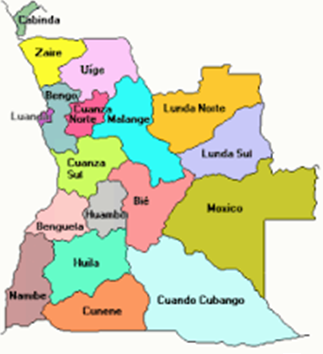 Cabinda
Zaire
Uige
Bengo
Luanda
Cuanza
Norte
Malange
Lunda Norte
Lunda Sul
Cuanza
Sul
Bié
Moxico
Huambo
Benguela
Huila
Namibe
Cunene
Cuando Cubango